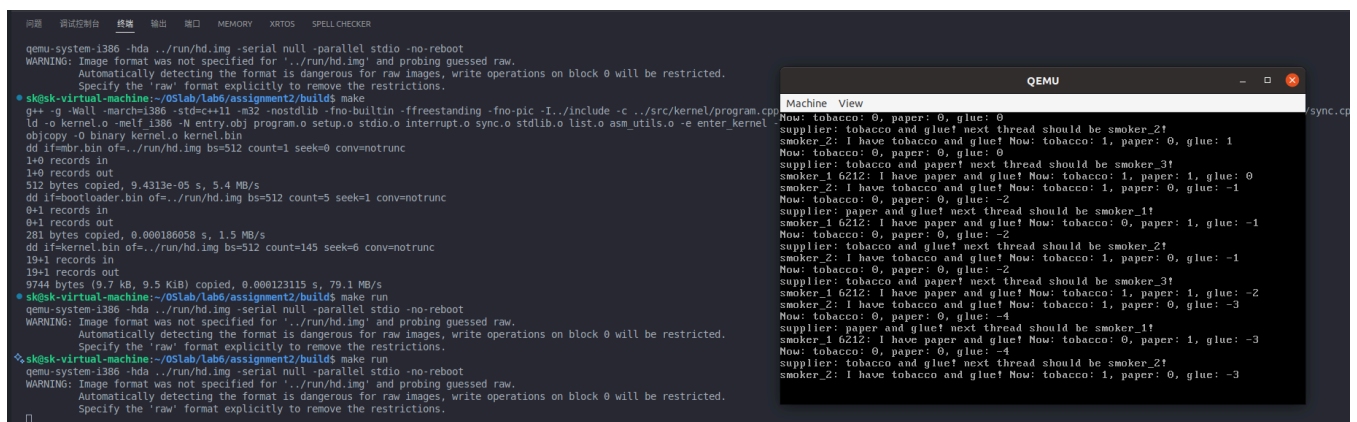 问题 调试控制台 终端 输出 端口 MEMORY XRTOS SPELL CHECKER
qemu-system-i386 -hda ../run/hd.img -serial null -parallel stdio -no-reboot
WARNING: Image format was not specified for '../run/hd.img' and probing guessed raw.
Automatically detecting the format is dangerous for raw images, write operations on block 0 will be restricted.
Specify the 'raw' format explicitly to remove the restrictions.
sk@sk-virtual-machine:~/OSlab/lab6/assignment2/build$ make
g++ -g -Wall -march=i386 -std=c++11 -m32 -nostdlib -fno-builtin -ffreestanding -fno-pic -I../include -c ../src/kernel/program.cpp /sync.cp
ld -o kernel.o -melf_i386 -N entry.obj program.o setup.o stdio.o interrupt.o sync.o stdlib.o list.o asm_utils.o -e enter_kernel -
objcopy -O binary kernel.o kernel.bin
dd if=mbr.bin of=../run/hd.img bs=512 count=1 seek=0 conv=notrunc
1+0 records in
1+0 records out
512 bytes copied, 9.4313e-05 s, 5.4 MB/s
dd if=bootloader.bin of=../run/hd.img bs=512 count=5 seek=1 conv=notrunc
0+1 records in
0+1 records out
281 bytes copied, 0.000186058 s, 1.5 MB/s
dd if=kernel.bin of=../run/hd.img bs=512 count=145 seek=6 conv=notrunc
19+1 records in
19+1 records out
9744 bytes (9.7 kB, 9.5 KiB) copied, 0.000123115 s, 79.1 MB/s
sk@sk-virtual-machine:~/OSlab/lab6/assignment2/build$ make run
qemu-system-i386 -hda ../run/hd.img -serial null -parallel stdio -no-reboot
WARNING: Image format was not specified for '../run/hd.img' and probing guessed raw.
Automatically detecting the format is dangerous for raw images, write operations on block 0 will be restricted.
Specify the 'raw' format explicitly to remove the restrictions.
sk@sk-virtual-machine:~/OSlab/lab6/assignment2/build$ make run
qemu-system-i386 -hda ../run/hd.img -serial null -parallel stdio -no-reboot
WARNING: Image format was not specified for '../run/hd.img' and probing guessed raw.
Automatically detecting the format is dangerous for raw images, write operations on block 0 will be restricted.
Specify the 'raw' format explicitly to remove the restrictions.
QEMU
Machine View
Now: tobacco: 0, paper: 0, glue: 0
supplier: tobacco and glue! next thread should be smoker_2!
smoker_2: I have tobacco and glue! Now: tobacco: 1, paper: 0, glue: 1
Now: tobacco: 0, paper: 0, glue: 0
supplier: tobacco and paper! next thread should be smoker_3!
smoker_1 6212: I have paper and glue! Now: tobacco: 1, paper: 1, glue: 0
smoker_2: I have tobacco and glue! Now: tobacco: 1, paper: 0, glue: -1
Now: tobacco: 0, paper: 0, glue: -2
supplier: paper and glue! next thread should be smoker_1!
smoker_1 6212: I have paper and glue! Now: tobacco: 0, paper: 1, glue: -1
Now: tobacco: 0, paper: 0, glue: -2
supplier: tobacco and glue! next thread should be smoker_2!
smoker_2: I have tobacco and glue! Now: tobacco: 1, paper: 0, glue: -1
Now: tobacco: 0, paper: 0, glue: -2
supplier: tobacco and paper! next thread should be smoker_3!
smoker_1 6212: I have paper and glue! Now: tobacco: 1, paper: 1, glue: -2
smoker_2: I have tobacco and glue! Now: tobacco: 1, paper: 0, glue: -3
Now: tobacco: 0, paper: 0, glue: -4
supplier: paper and glue! next thread should be smoker_1!
smoker_1 6212: I have paper and glue! Now: tobacco: 0, paper: 1, glue: -3
Now: tobacco: 0, paper: 0, glue: -4
supplier: tobacco and glue! next thread should be smoker_2!
smoker_2: I have tobacco and glue! Now: tobacco: 1, paper: 0, glue: -3